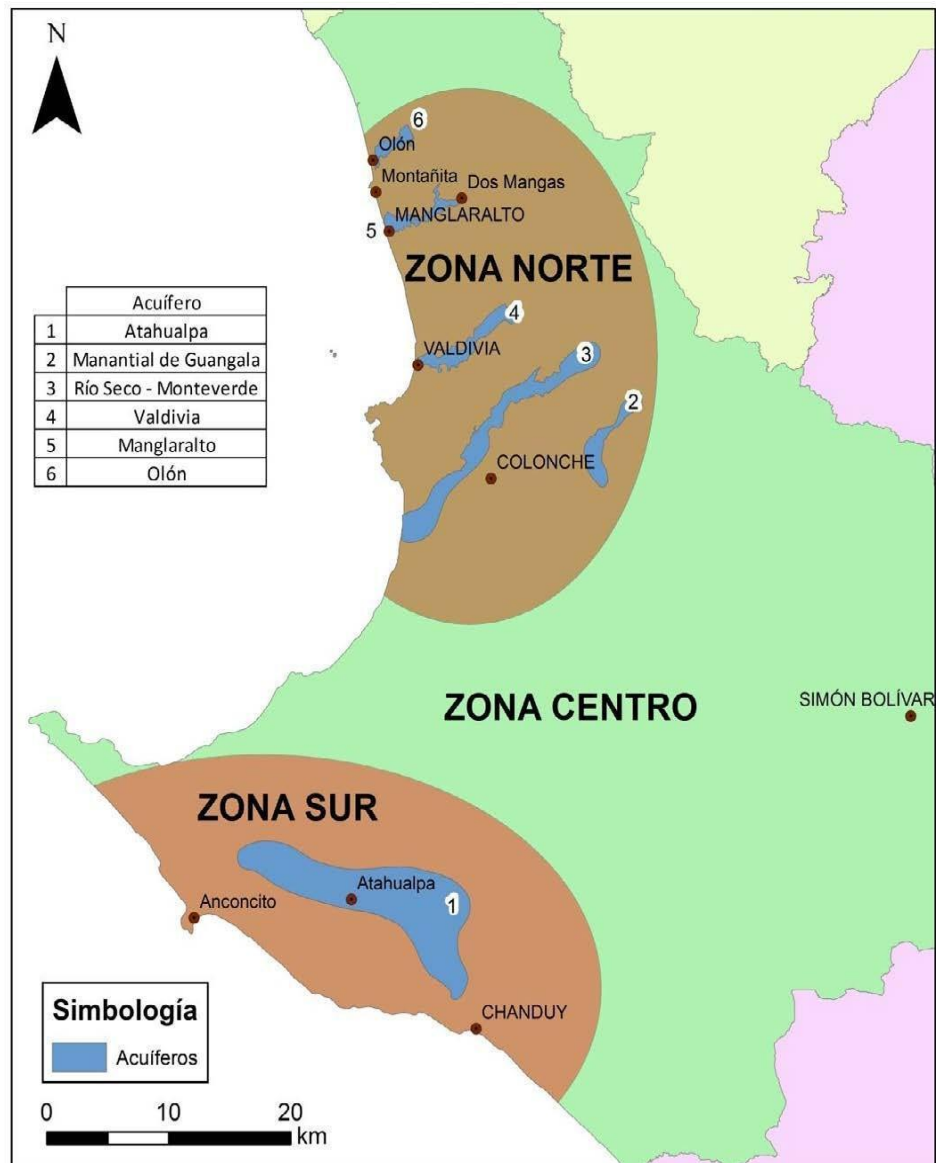 N
6
Olón
Montañita
Dos Mangas
MANGLARALTO
5
ZONA NORTE
Acuífero
1 Atahualpa
2 Manantial de Guangala
3 Río Seco - Monteverde
4 Valdivia
5 Manglaralto
6 Olón
4
VALDIVIA
3
2
COLONCHE
ZONA CENTRO
SIMÓN BOLÍVAR
ZONA SUR
Atahualpa
1
Anconcito
CHANDUY
Simbología
Acuíferos
0 10 20
km